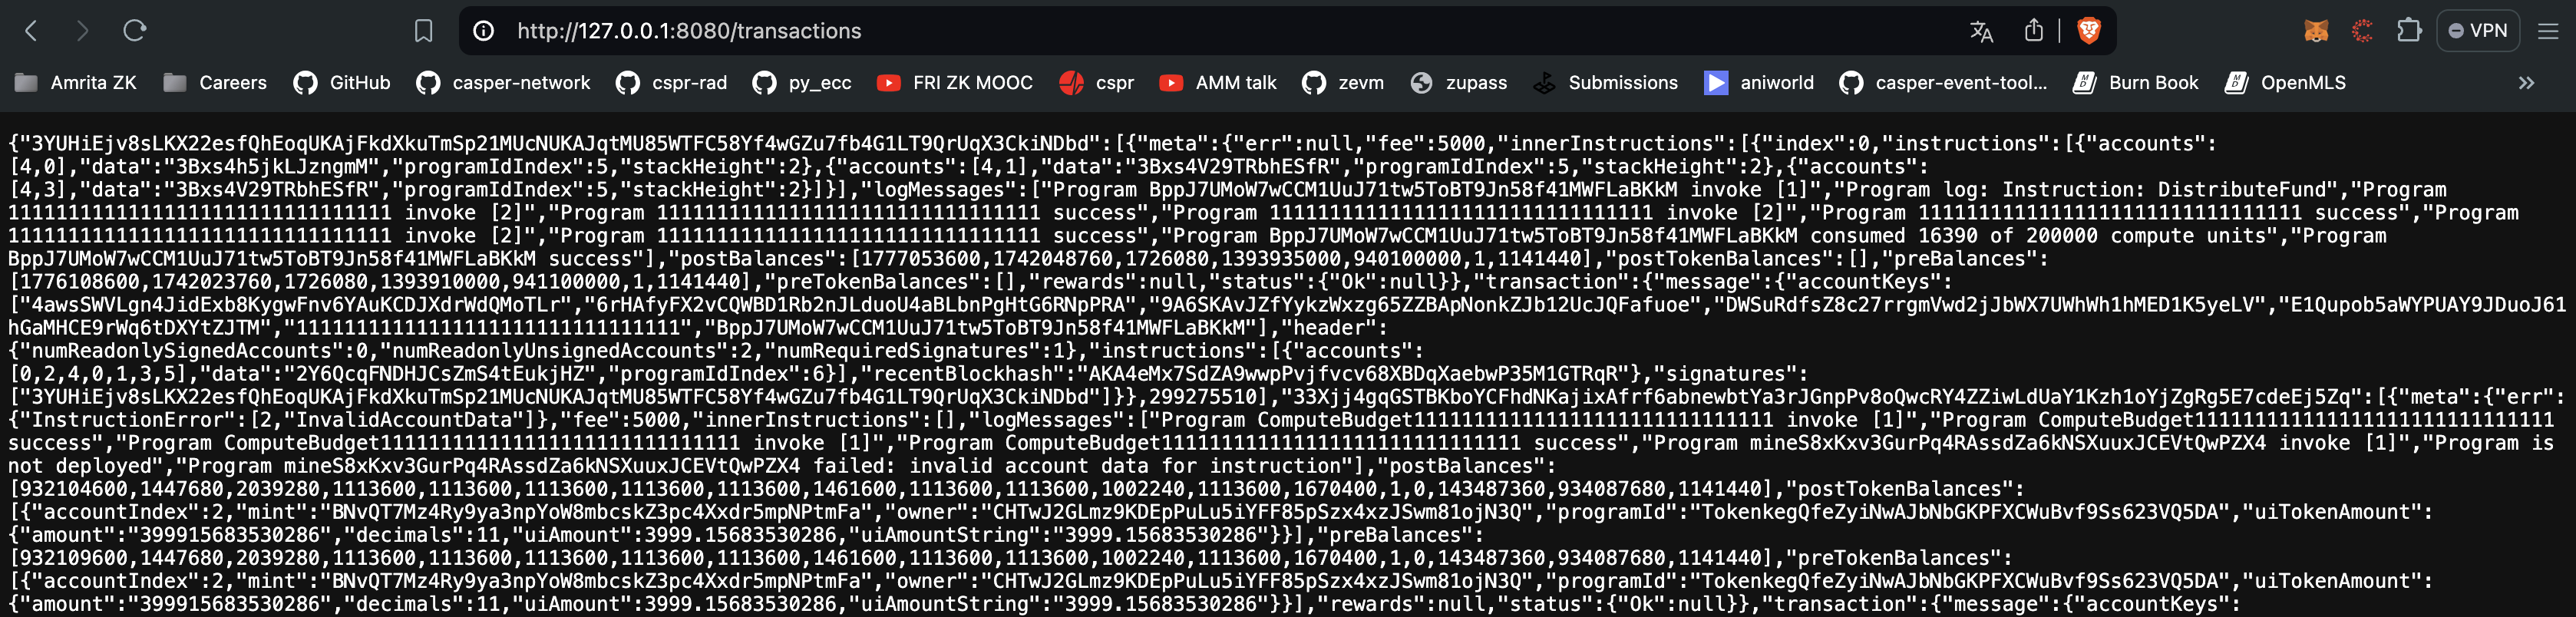 http://127.0.0.1:8080/transactions
VPN
Amrita ZK Careers GitHub casper-network cspr-rad py_ecc FRI ZK MOOC cspr AMM talk zevm zupass Submissions aniworld casper-event-tool... Burn Book OpenMLS »
{"3YUHiEjv8sLKX22esfQhEoqUKAjFkdXkuTmSp21MUcNUKAJqtMU85WTFC58Yf4wGZu7fb4G1LT9QrUqX3CkiNDbd":[{"meta":{"err":null,"fee":5000,"innerInstructions":[{"index":0,"instructions":[{"accounts":
[4,0],"data":"3Bxs4h5jkLJzngmM","programIdIndex":5,"stackHeight":2},{"accounts":[4,1],"data":"3Bxs4V29TRbhESfR","programIdIndex":5,"stackHeight":2},{"accounts":
[4,3],"data":"3Bxs4V29TRbhESfR","programIdIndex":5,"stackHeight":2}]}],"logMessages":["Program BppJ7UMoW7wCCM1UuJ71tw5ToBT9Jn58f41MWFLaBKkM invoke [1]","Program log: Instruction: DistributeFund","Program
11111111111111111111111111111111 invoke [2]","Program 11111111111111111111111111111111 success","Program 11111111111111111111111111111111 invoke [2]","Program 11111111111111111111111111111111 success","Program
11111111111111111111111111111111 invoke [2]","Program 11111111111111111111111111111111 success","Program BppJ7UMoW7wCCM1UuJ71tw5ToBT9Jn58f41MWFLaBKkM consumed 16390 of 200000 compute units","Program
BppJ7UMoW7wCCM1UuJ71tw5ToBT9Jn58f41MWFLaBKkM success"],"postBalances":[1777053600,1742048760,1726080,1393935000,940100000,1,1141440],"postTokenBalances":[],"preBalances":
[1776108600,1742023760,1726080,1393910000,941100000,1,1141440],"preTokenBalances":[],"rewards":null,"status":{"Ok":null}},"transaction":{"message":{"accountKeys":
["4awsSWVLgn4JidExb8KygwFnv6YAuKCDJXdrWdQMoTLr","6rHAfyFX2vCQWBD1Rb2nJLduoU4aBLbnPgHtG6RNpPRA","9A6SKAvJZfYykzWxzg65ZZBApNonkZJb12UcJQFafuoe","DWSuRdfsZ8c27rrgmVwd2jJbWX7UWhWh1hMED1K5yeLV","E1Qupob5aWYPUAY9JDuoJ61
hGaMHCE9rWq6tDXYtZJTM","11111111111111111111111111111111","BppJ7UMoW7wCCM1UuJ71tw5ToBT9Jn58f41MWFLaBKkM"],"header":
{"numReadonlySignedAccounts":0,"numReadonlyUnsignedAccounts":2,"numRequiredSignatures":1},"instructions":[{"accounts":
[0,2,4,0,1,3,5],"data":"2Y6QcqFNDHJCsZmS4tEukjHZ","programIdIndex":6}],"recentBlockhash":"AKA4eMx7SdZA9wwpPvjfvcv68XBDqXaebwP35M1GTRqR"},"signatures":
["3YUHiEjv8sLKX22esfQhEoqUKAjFkdXkuTmSp21MUcNUKAJqtMU85WTFC58Yf4wGZu7fb4G1LT9QrUqX3CkiNDbd"]}},299275510],"33Xjj4gqGSTBKboYCFhdNKajixAfrf6abnewbtYa3rJGnpPv8oQwcRY4ZZiwLdUaY1Kzh1oYjZgRg5E7cdeEj5Zq":[{"meta":{"err":
{"InstructionError":[2,"InvalidAccountData"]},"fee":5000,"innerInstructions":[],"logMessages":["Program ComputeBudget111111111111111111111111111111 invoke [1]","Program ComputeBudget111111111111111111111111111111
success","Program ComputeBudget111111111111111111111111111111 invoke [1]","Program ComputeBudget111111111111111111111111111111 success","Program mineS8xKxv3GurPq4RAssdZa6kNSXuuxJCEVtQwPZX4 invoke [1]","Program is
not deployed","Program mineS8xKxv3GurPq4RAssdZa6kNSXuuxJCEVtQwPZX4 failed: invalid account data for instruction"],"postBalances":
[932104600,1447680,2039280,1113600,1113600,1113600,1113600,1113600,1461600,1113600,1113600,1002240,1113600,1670400,1,0,143487360,934087680,1141440],"postTokenBalances":
[{"accountIndex":2,"mint":"BNvQT7Mz4Ry9ya3npYoW8mbcskZ3pc4Xxdr5mpNPtmFa","owner":"CHTwJ2GLmz9KDEpPuLu5iYFF85pSzx4xzJSwm81ojN3Q","programId":"TokenkegQfeZyiNwAJbNbGKPFXCWuBvf9Ss623VQ5DA","uiTokenAmount":
{"amount":"399915683530286","decimals":11,"uiAmount":3999.15683530286,"uiAmountString":"3999.15683530286"}}],"preBalances":
[932109600,1447680,2039280,1113600,1113600,1113600,1113600,1113600,1461600,1113600,1113600,1002240,1113600,1670400,1,0,143487360,934087680,1141440],"preTokenBalances":
[{"accountIndex":2,"mint":"BNvQT7Mz4Ry9ya3npYoW8mbcskZ3pc4Xxdr5mpNPtmFa","owner":"CHTwJ2GLmz9KDEpPuLu5iYFF85pSzx4xzJSwm81ojN3Q","programId":"TokenkegQfeZyiNwAJbNbGKPFXCWuBvf9Ss623VQ5DA","uiTokenAmount":
{"amount":"399915683530286","decimals":11,"uiAmount":3999.15683530286,"uiAmountString":"3999.15683530286"}}],"rewards":null,"status":{"Ok":null}},"transaction":{"message":{"accountKeys":